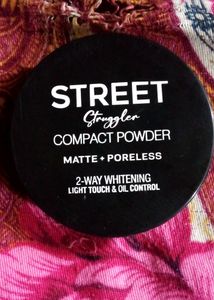 STREET
Struggler
COMPACT POWDER
MATTE + PORELESS
2-WAY WHITENING
LIGHT TOUCH & OIL CONTROL